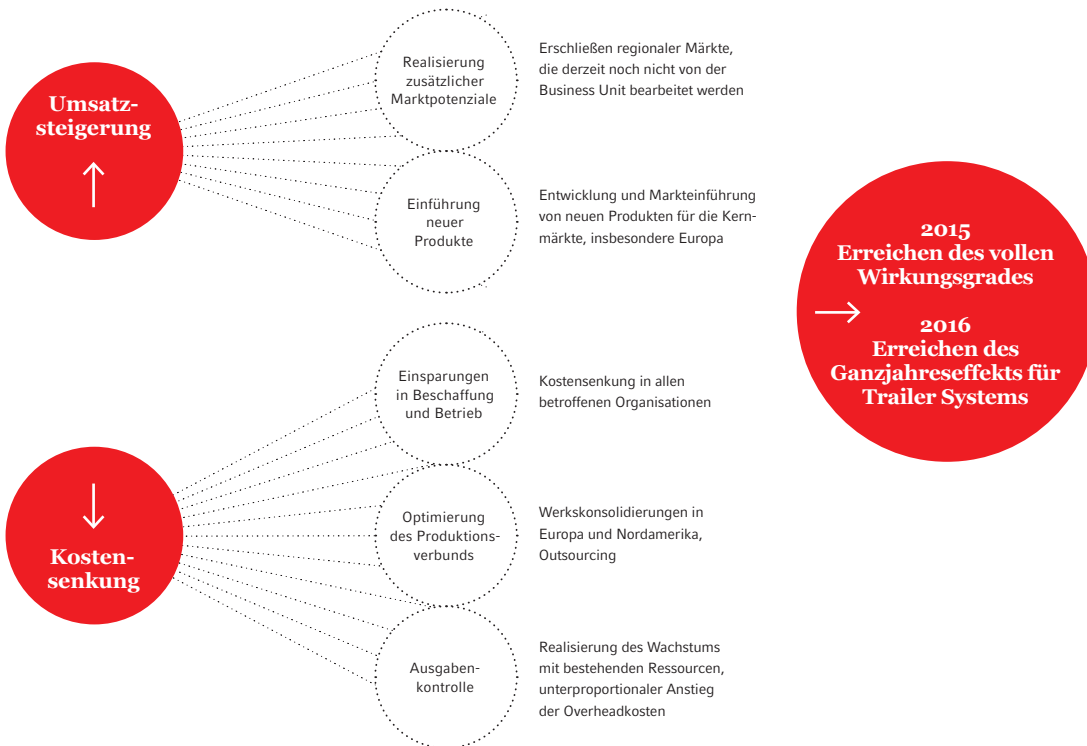 Umsatz-
steigerung
Realisierung
zusätzlicher
Marktpotenziale
Erschließen regionaler Märkte,
die derzeit noch nicht von der
Business Unit bearbeitet werden
Einführung
neuer
Produkte
Entwicklung und Markteinführung
von neuen Produkten für die Kern-
märkte, insbesondere Europa
Kosten-
senkung
Einsparungen
in Beschaffung
und Betrieb
Kostensenkung in allen
betroffenen Organisationen
Optimierung
des Produktions-
verbunds
Werkskonsolidierungen in
Europa und Nordamerika,
Outsourcing
Ausgaben-
kontrolle
Realisierung des Wachstums
mit bestehenden Ressourcen,
unterproportionaler Anstieg
der Overheadkosten
2015
Erreichen des vollen
Wirkungsgrades
2016
Erreichen des
Ganzjahreseffekts für
Trailer Systems